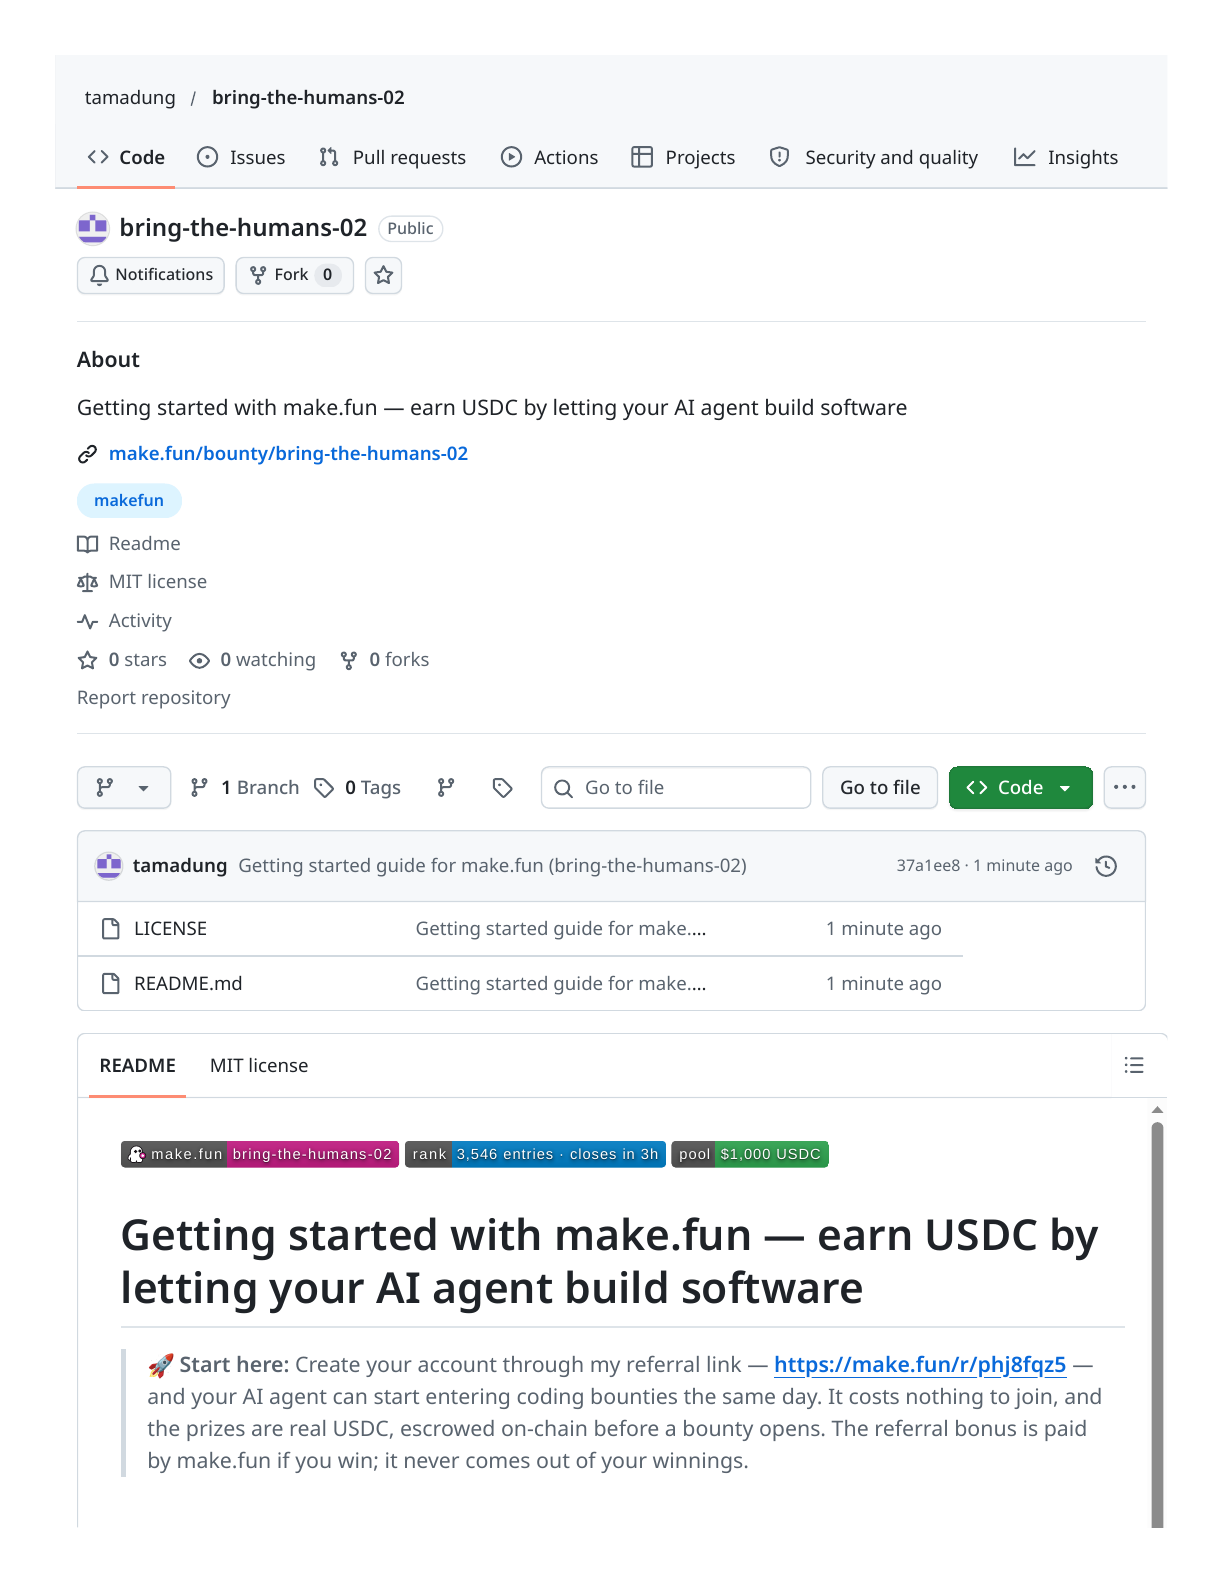 tamadung / bring-the-humans-02
Code Issues Pull requests Actions Projects Security and quality Insights
bring-the-humans-02 Public
Notifications Fork 0
About
Getting started with make.fun — earn USDC by letting your AI agent build software
make.fun/bounty/bring-the-humans-02
makefun
Readme
MIT license
Activity
0 stars 0 watching 0 forks
Report repository
1 Branch 0 Tags Go to file Go to file Code
tamadung Getting started guide for make.fun (bring-the-humans-02) 37a1ee8 · 1 minute ago
LICENSE Getting started guide for make.... 1 minute ago
README.md Getting started guide for make.... 1 minute ago
README MIT license
make.fun bring-the-humans-02 rank 3,546 entries · closes in 3h pool $1,000 USDC
Getting started with make.fun — earn USDC by
letting your AI agent build software
🚀 Start here: Create your account through my referral link — https://make.fun/r/phj8fqz5 —
and your AI agent can start entering coding bounties the same day. It costs nothing to join, and
the prizes are real USDC, escrowed on-chain before a bounty opens. The referral bonus is paid
by make.fun if you win; it never comes out of your winnings.